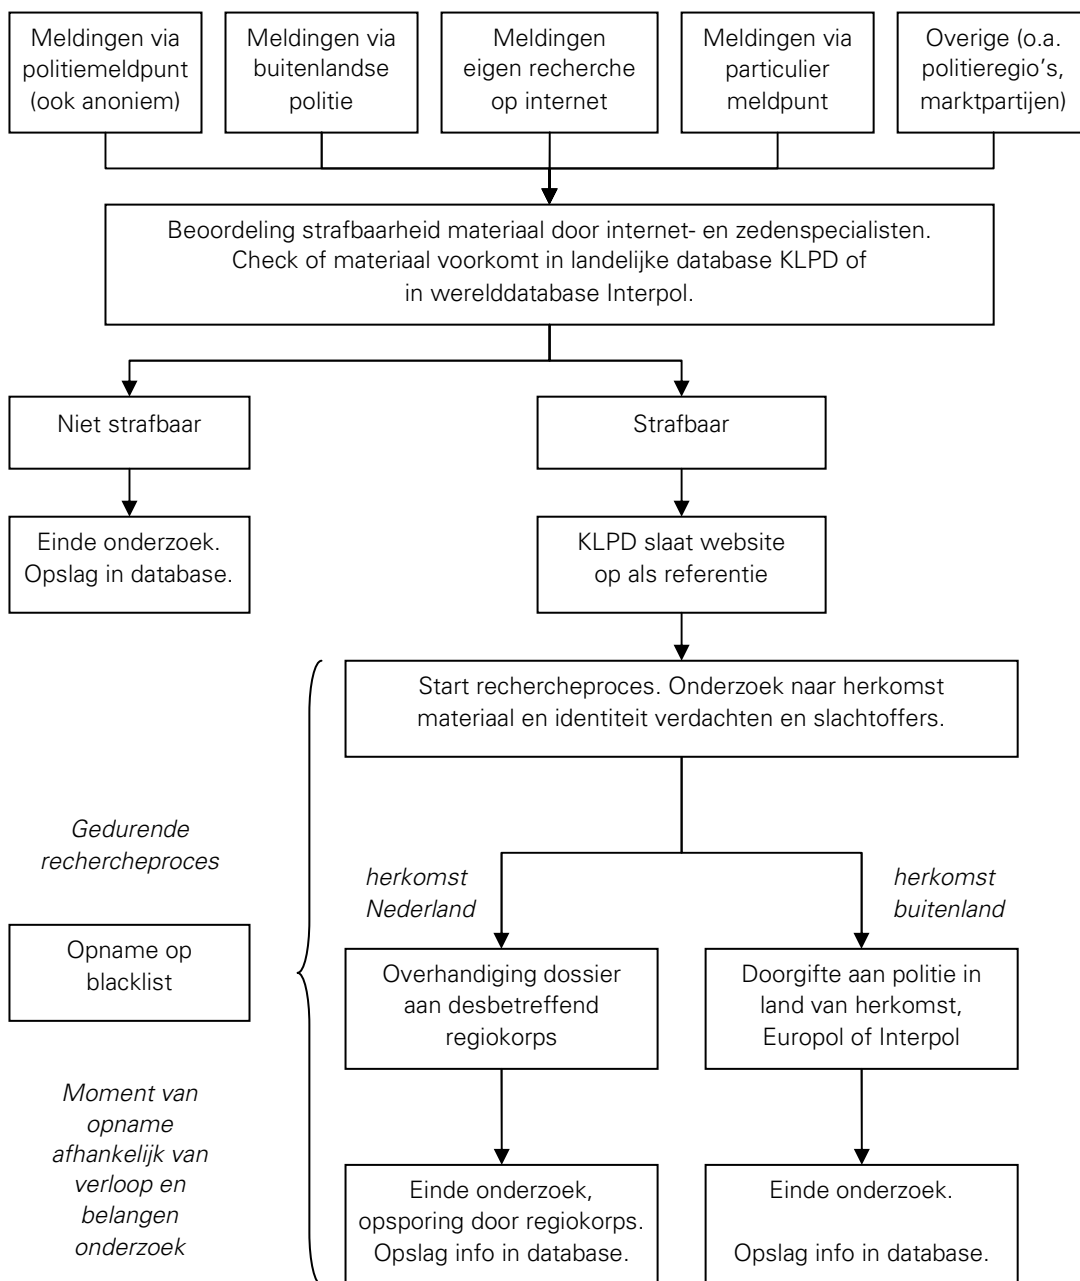 Meldingen via
politiemeldpunt
(ook anoniem)
Meldingen via
buitenlandse
politie
Meldingen
eigen recherche
op internet
Meldingen via
particulier
meldpunt
Overige (o.a.
politieregio's,
marktpartijen)
Beoordeling strafbaarheid materiaal door internet- en zedenspecialisten.
Check of materiaal voorkomt in landelijke database KLPD of
in werelddatabase Interpol.
Niet strafbaar
Strafbaar
Einde onderzoek.
Opslag in database.
KLPD slaat website
op als referentie
Start rechercheproces. Onderzoek naar herkomst
materiaal en identiteit verdachten en slachtoffers.
Gedurende
rechercheproces
herkomst
Nederland
herkomst
buitenland
Opname op
blacklist
Overhandiging dossier
aan desbetreffend
regiokorps
Doorgifte aan politie in
land van herkomst,
Europol of Interpol
Moment van
opname
afhankelijk van
verloop en
belangen
onderzoek
Einde onderzoek,
opsporing door regiokorps.
Opslag info in database.
Einde onderzoek.
Opslag info in database.